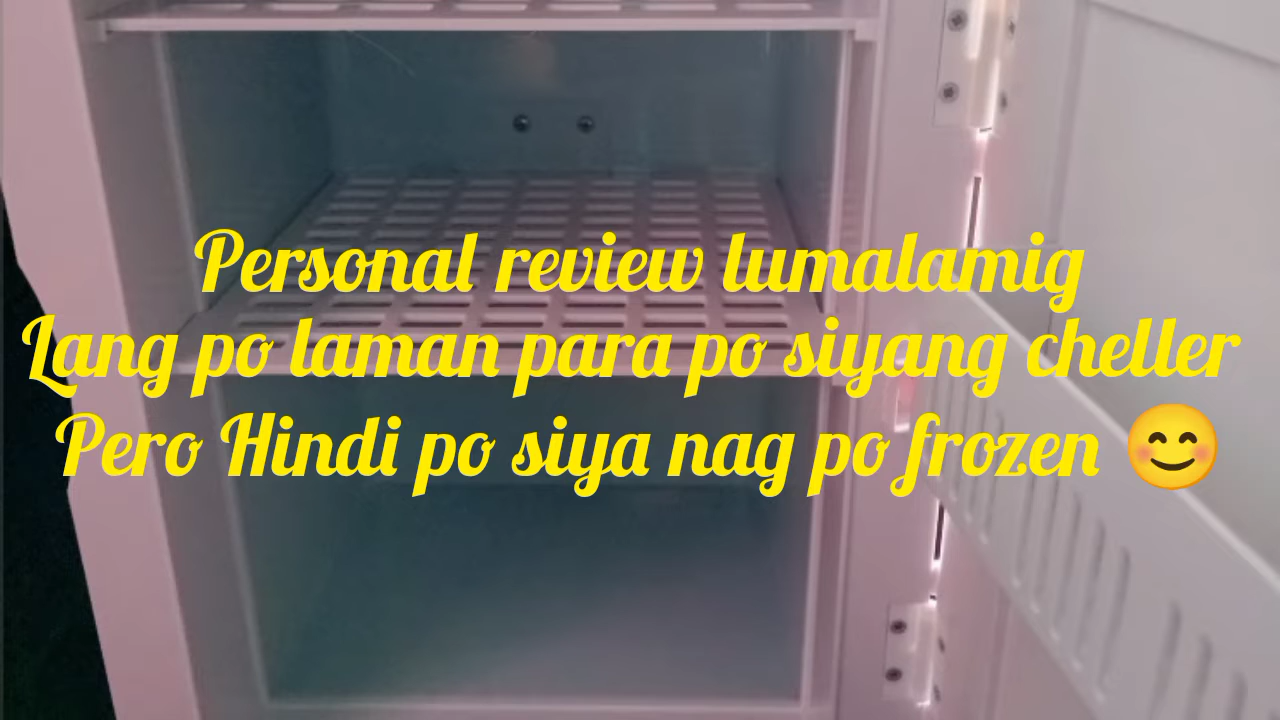 Personal review lumalamig
Lang po laman para po siyang cheller
Pero Hindi po siya nag po frozen 😊